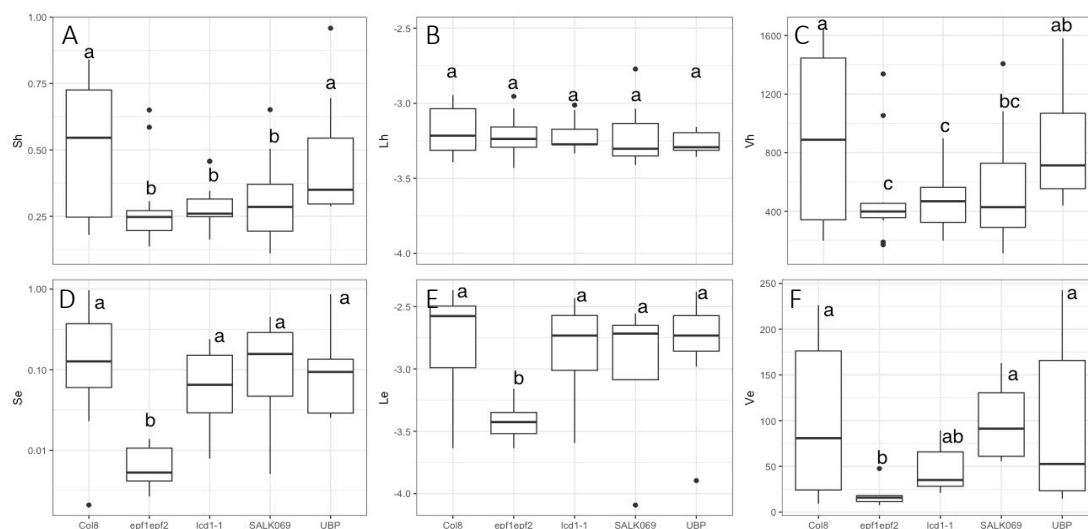 A
Sh
1.00
0.75
0.50
0.25
a
b
b
b
a
B
Lh
-2.5
-3.0
-3.5
-4.0
a
a
a
a
a
C
Vh
1600
1200
800
400
a
c
c
bc
ab
D
Se
1.00
0.10
0.01
a
b
a
a
a
Col8 epf1epf2 lcd1-1 SALK069 UBP
E
Le
-2.5
-3.0
-3.5
-4.0
a
b
a
a
a
Col8 epf1epf2 lcd1-1 SALK069 UBP
F
Ve
250
200
150
100
50
0
a
b
ab
a
a
Col8 epf1epf2 lcd1-1 SALK069 UBP